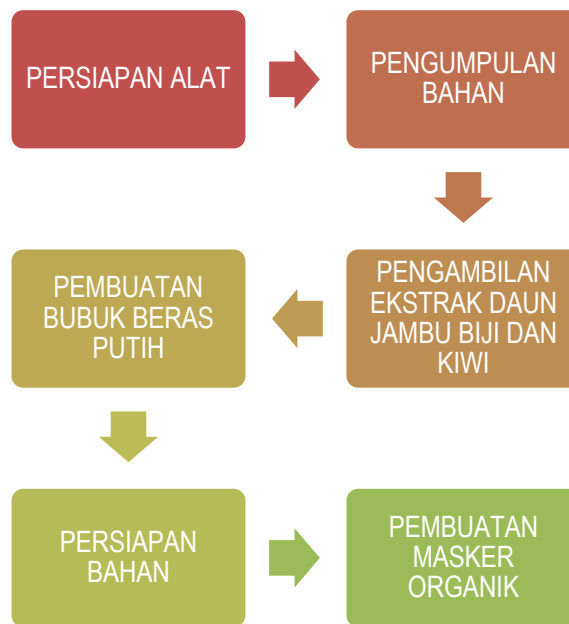 PERSIAPAN ALAT
PENGUMPULAN
BAHAN
PENGAMBILAN
EKSTRAK DAUN
JAMBU BIJI DAN
KIWI
PEMBUATAN
BUBUK BERAS
PUTIH
PERSIAPAN
BAHAN
PEMBUATAN
MASKER
ORGANIK